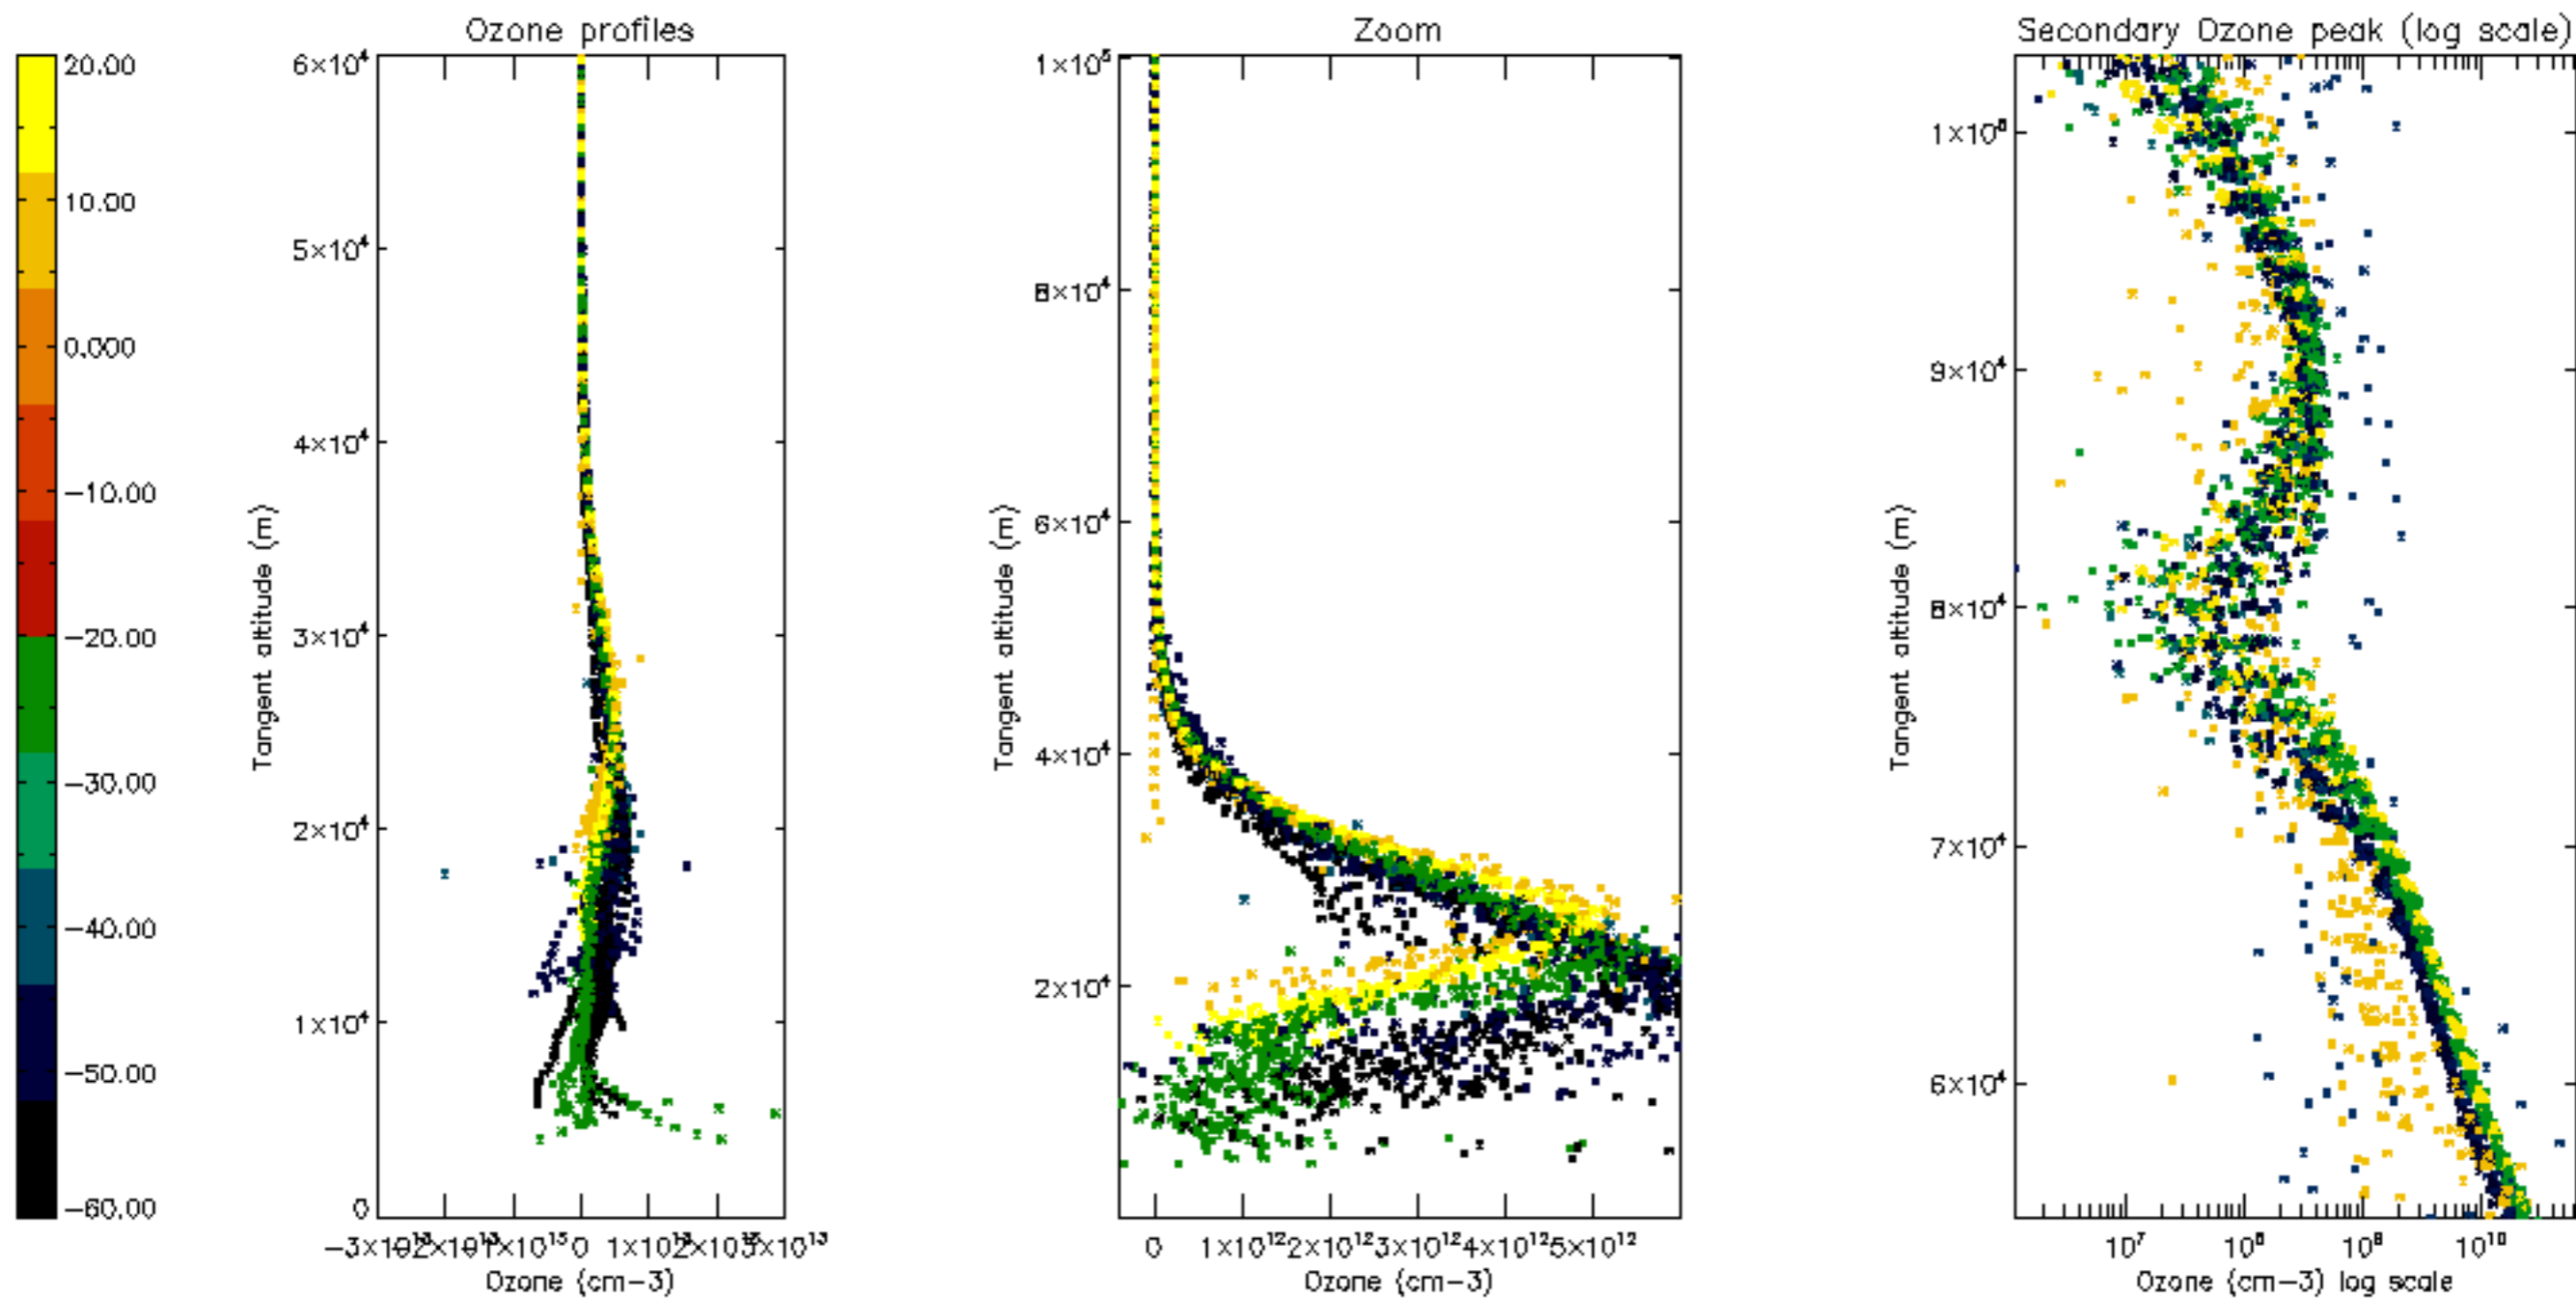 Ozone profiles
Zoom
Secondary Ozone peak (log scale)
20.00
10.00
0.000
−10.00
−20.00
−30.00
−40.00
−50.00
−60.00
Tangent altitude (m)
6×10⁴
5×10⁴
4×10⁴
3×10⁴
2×10⁴
1×10⁴
0
0
Ozone (cm−3)
Tangent altitude (m)
1×10⁵
8×10⁴
6×10⁴
4×10⁴
2×10⁴
0 1×10¹² 2×10¹² 3×10¹² 4×10¹² 5×10¹²
Ozone (cm−3)
Tangent altitude (m)
9×10⁴
8×10⁴
7×10⁴
6×10⁴
10⁷ 10⁸ 10⁹ 10¹⁰
Ozone (cm−3) log scale